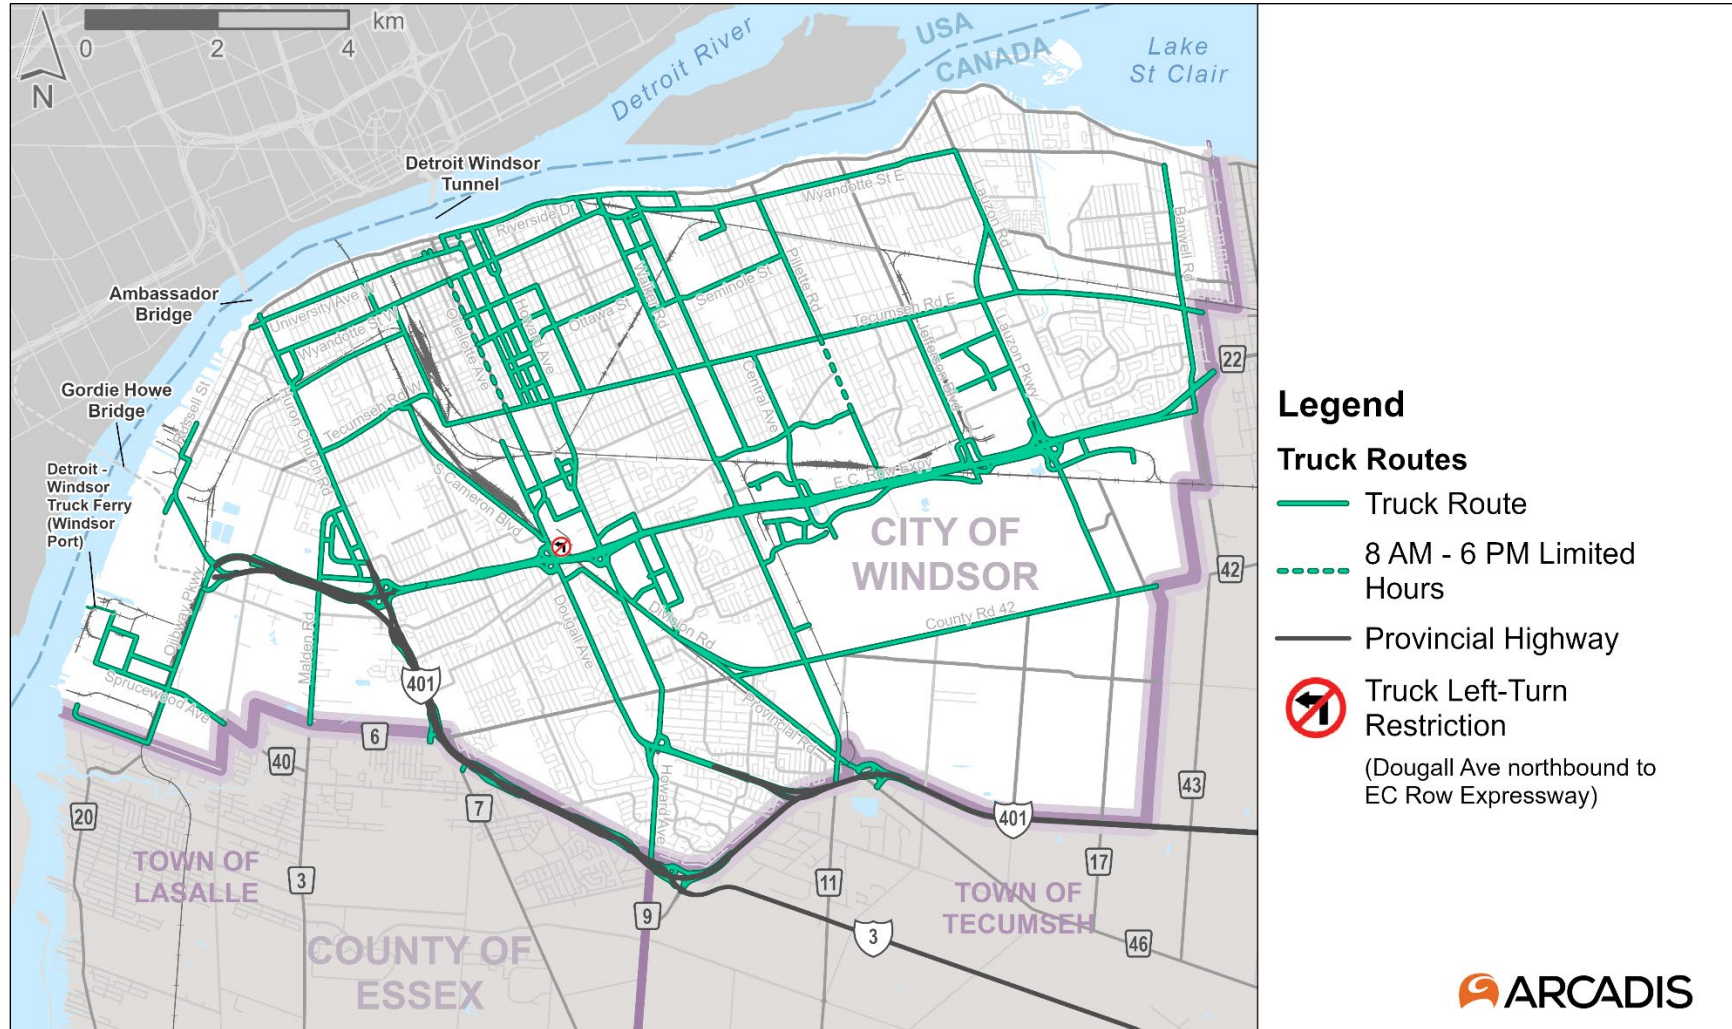 km
0
2
4
N
Detroit River
USA
CANADA
Lake
St Clair
Detroit Windsor
Tunnel
Ambassador
Bridge
Gordie Howe
Bridge
Detroit -
Windsor
Truck Ferry
(Windsor
Port)
Riverside Dr
Wyandotte St E
Lauzon Rd
Banwell Rd
University Ave W
Wyandotte St W
Ouellette Ave
Howard Ave
Ottawa St
Walker Rd
Seminole St
Pillette Rd
Tecumseh Rd E
Jefferson Blvd
Lauzon Pkwy
Central Ave
Russell St
Huron Church Rd
Tecumseh Rd W
S Cameron Blvd
E.C. Row Expy
22
CITY OF
WINDSOR
42
Ojibway Pkwy
Malden Rd
Dougall Ave
Division Rd
County Rd 42
Sprucewood Ave
401
Provincial Rd
6
40
7
Howard Ave
43
20
401
TOWN OF
LASALLE
3
11
17
TOWN OF
TECUMSEH
9
3
46
COUNTY OF
ESSEX
Legend
Truck Routes
Truck Route
8 AM - 6 PM Limited
Hours
Provincial Highway
Truck Left-Turn
Restriction
(Dougall Ave northbound to
EC Row Expressway)
ARCADIS